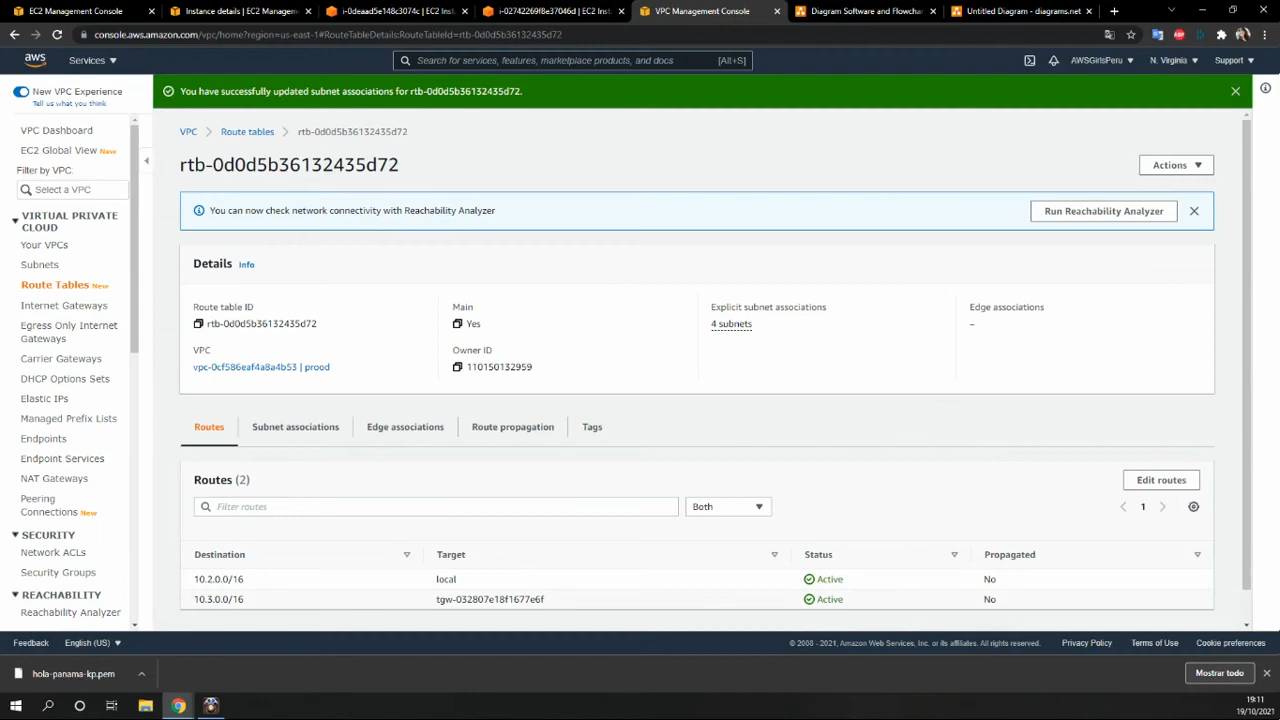 EC2 Management Console
Instance details | EC2 Managem
i-0deaad5e148c3074c | EC2 Inst
i-02742269f8e37046d | EC2 Inst
VPC Management Console
Diagram Software and Flowchar
Untitled Diagram - diagrams.net
console.aws.amazon.com/vpc/home?region=us-east-1#RouteTableDetails:RouteTableId=rtb-0d0d5b36132435d72
aws
Services
Search for services, features, marketplace products, and docs
[Alt+S]
AWSGirlsPeru
N. Virginia
Support
New VPC Experience
Tell us what you think
You have successfully updated subnet associations for rtb-0d0d5b36132435d72.
VPC Dashboard
EC2 Global View New
Filter by VPC:
Select a VPC
VIRTUAL PRIVATE
CLOUD
Your VPCs
Subnets
Route Tables New
Internet Gateways
Egress Only Internet
Gateways
Carrier Gateways
DHCP Options Sets
Elastic IPs
Managed Prefix Lists
Endpoints
Endpoint Services
NAT Gateways
Peering
Connections New
SECURITY
Network ACLs
Security Groups
REACHABILITY
Reachability Analyzer
VPC
Route tables
rtb-0d0d5b36132435d72
rtb-0d0d5b36132435d72
Actions
You can now check network connectivity with Reachability Analyzer
Run Reachability Analyzer
Details Info
Route table ID
rtb-0d0d5b36132435d72
Main
Yes
Explicit subnet associations
4 subnets
Edge associations
–
VPC
vpc-0cf586eaf4a8a4b53 | prood
Owner ID
110150132959
Routes
Subnet associations
Edge associations
Route propagation
Tags
Routes (2)
Edit routes
Filter routes
Both
1
Destination
Target
Status
Propagated
10.2.0.0/16
local
Active
No
10.3.0.0/16
tgw-032807e18f1677e6f
Active
No
Feedback
English (US)
© 2008 - 2021, Amazon Web Services, Inc. or its affiliates. All rights reserved.
Privacy Policy
Terms of Use
Cookie preferences
hola-panama-kp.pem
Mostrar todo
19:11
19/10/2021